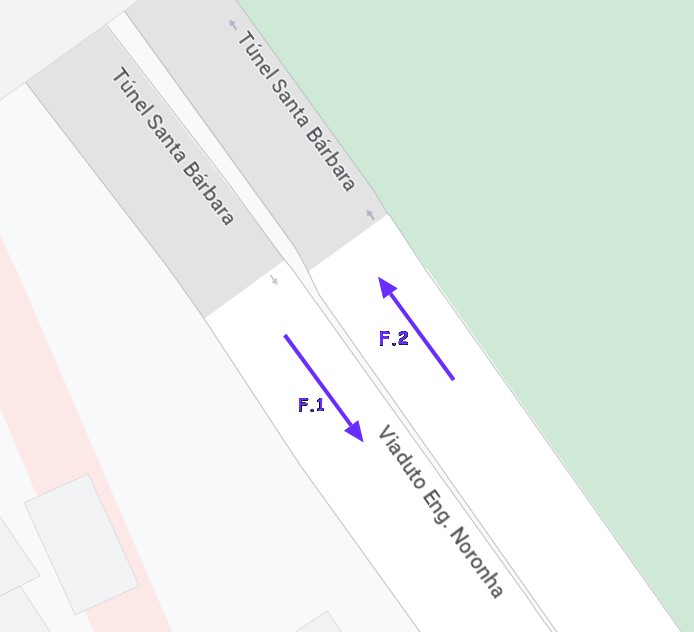 Túnel Santa Bárbara
Túnel Santa Bárbara
F.2
F.1
Viaduto Eng. Noronha